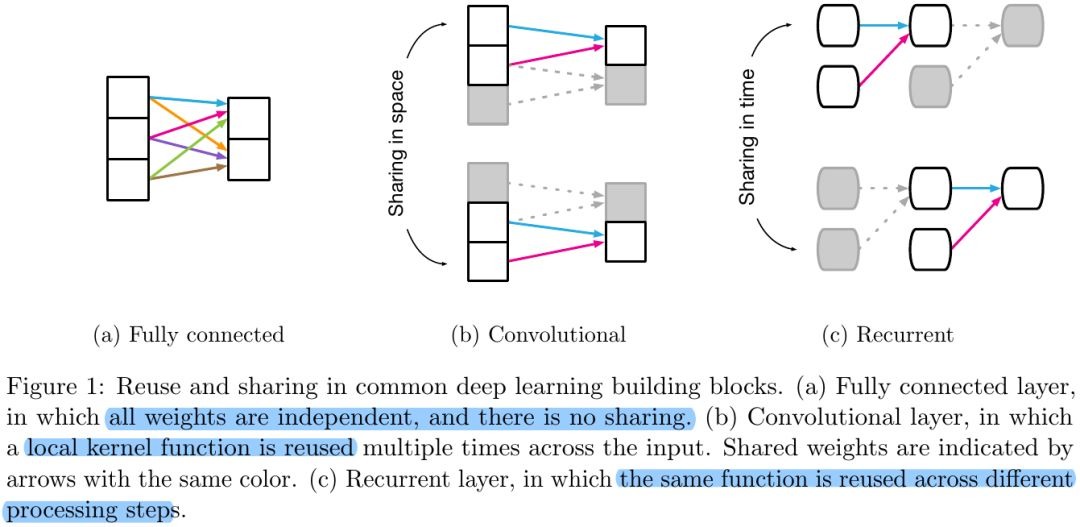 Sharing in space
Sharing in time
(a) Fully connected
(b) Convolutional
(c) Recurrent
Figure 1: Reuse and sharing in common deep learning building blocks. (a) Fully connected layer,
in which all weights are independent, and there is no sharing. (b) Convolutional layer, in which
a local kernel function is reused multiple times across the input. Shared weights are indicated by
arrows with the same color. (c) Recurrent layer, in which the same function is reused across different
processing steps.